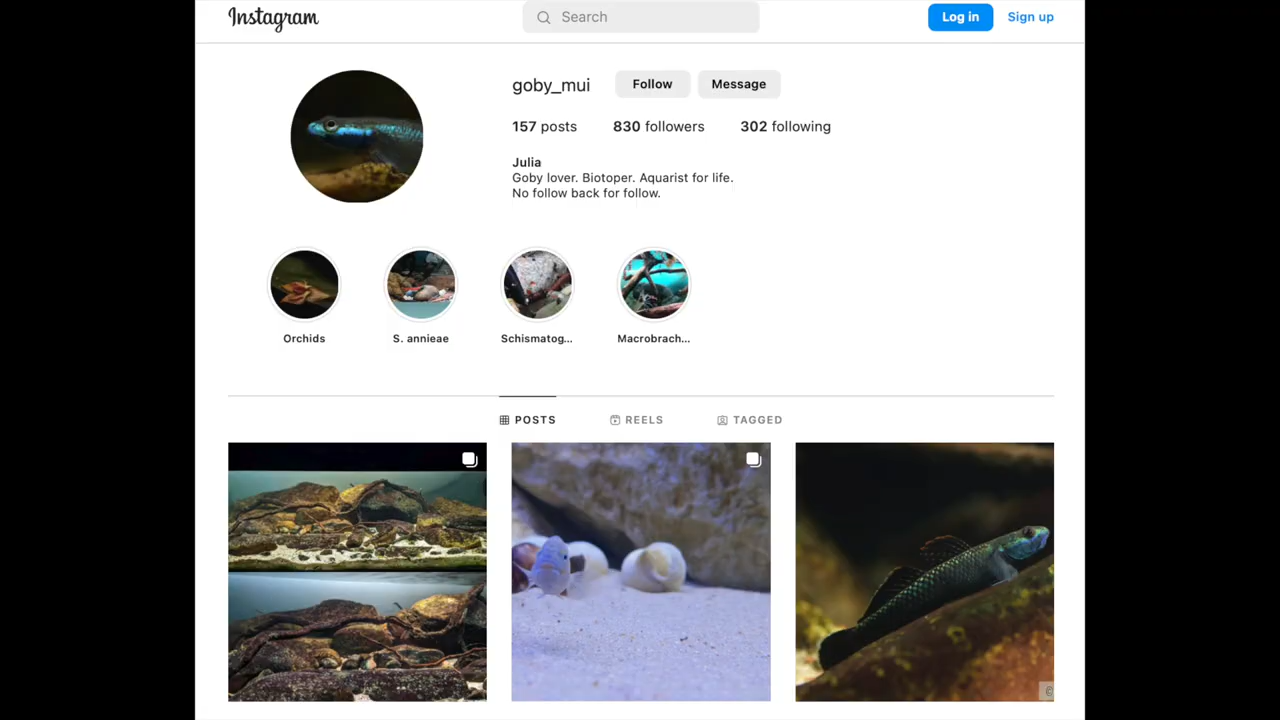 Instagram
Search
Log in
Sign up
goby_mui
Follow
Message
157 posts
830 followers
302 following
Julia
Goby lover. Biotoper. Aquarist for life.
No follow back for follow.
Orchids
S. annieae
Schismatog...
Macrobrach...
POSTS
REELS
TAGGED